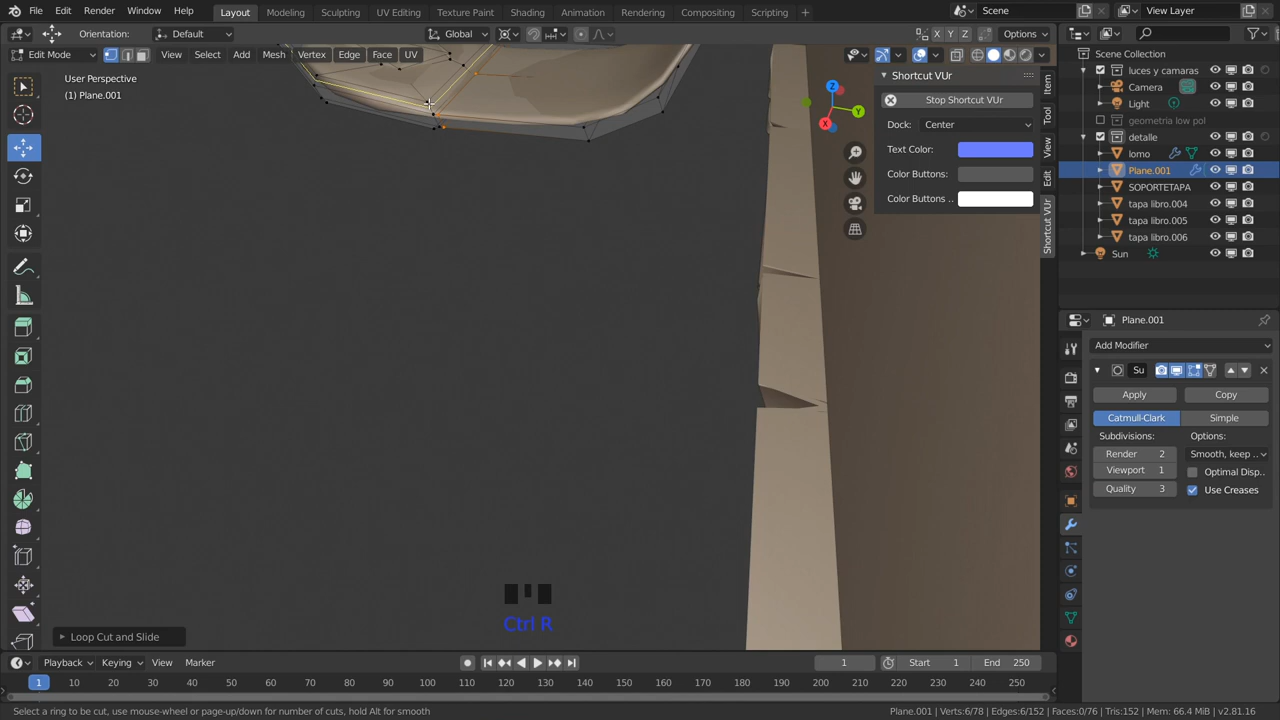 File Edit Render Window Help Layout Modeling Sculpting UV Editing Texture Paint Shading Animation Rendering Compositing Scripting + Scene View Layer
Orientation: Default Global X Y Z Options
Edit Mode View Select Add Mesh Vertex Edge Face UV
User Perspective
(1) Plane.001
Shortcut VUr
Stop Shortcut VUr
Dock: Center
Text Color:
Color Buttons:
Color Buttons ..
Z
Y
X
Item
Tool
View
Edit
Shortcut VUr
Scene Collection
luces y camaras
Camera
Light
geometria low pol
detalle
lomo
Plane.001
SOPORTETAPA
tapa libro.004
tapa libro.005
tapa libro.006
Sun
Plane.001
Add Modifier
Su
Apply Copy
Catmull-Clark Simple
Subdivisions: Options:
Render 2 Smooth, keep ..
Viewport 1 Optimal Disp..
Quality 3 Use Creases
Ctrl R
Loop Cut and Slide
Playback Keying View Marker 1 Start 1 End 250
1 10 20 30 40 50 60 70 80 90 100 110 120 130 140 150 160 170 180 190 200 210 220 230 240 250
Select a ring to be cut, use mouse-wheel or page-up/down for number of cuts, hold Alt for smooth Plane.001 | Verts:6/78 | Edges:6/152 | Faces:0/76 | Tris:152 | Mem: 66.4 MiB | v2.81.16